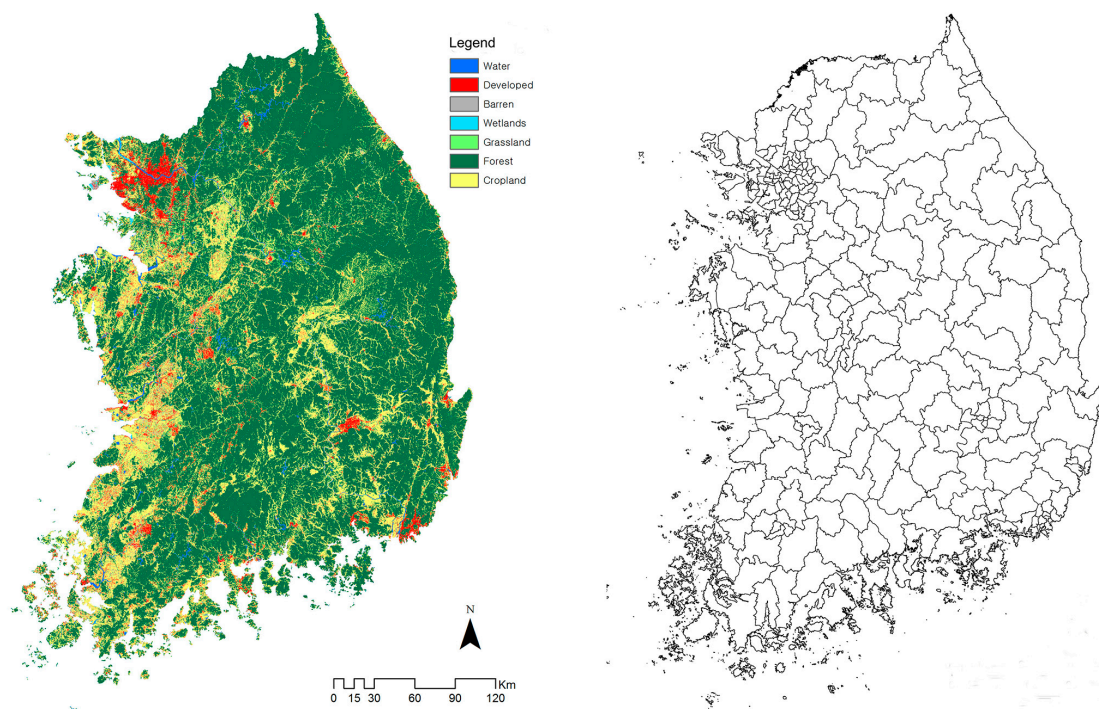 Legend
Water
Developed
Barren
Wetlands
Grassland
Forest
Cropland
N
Km
0 15 30 60 90 120